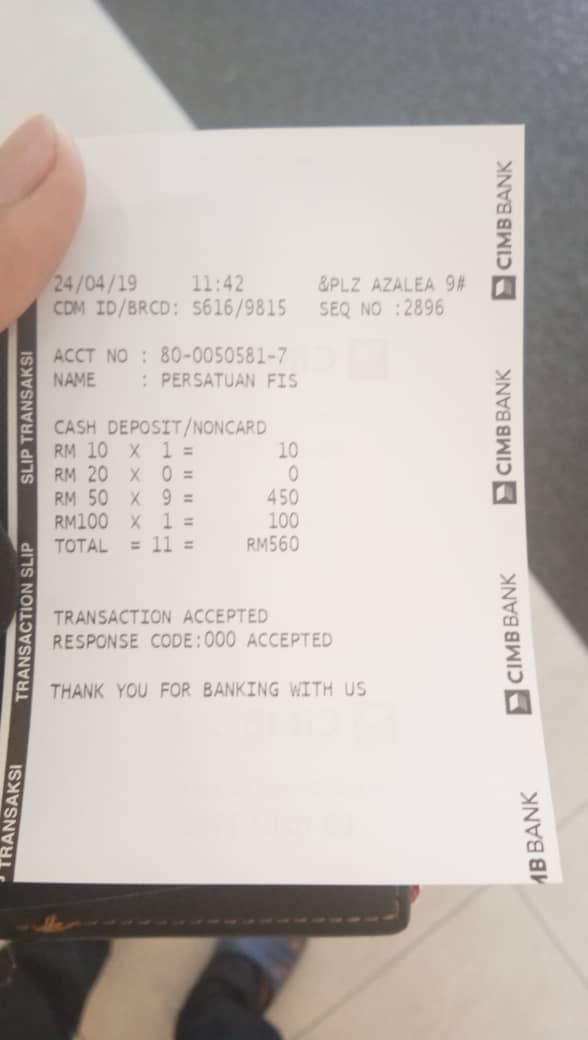 24/04/19 11:42 &PLZ AZALEA 9#
CDM ID/BRCD: S616/9815 SEQ NO :2896
ACCT NO : 80-0050581-7
NAME : PERSATUAN FIS
CASH DEPOSIT/NONCARD
RM 10 X 1 = 10
RM 20 X 0 = 0
RM 50 X 9 = 450
RM100 X 1 = 100
TOTAL = 11 = RM560
TRANSACTION ACCEPTED
RESPONSE CODE:000 ACCEPTED
THANK YOU FOR BANKING WITH US
TRANSAKSI
TRANSACTION SLIP
SLIP TRANSAKSI
CIMB BANK
CIMB BANK
CIMB BANK
MB BANK